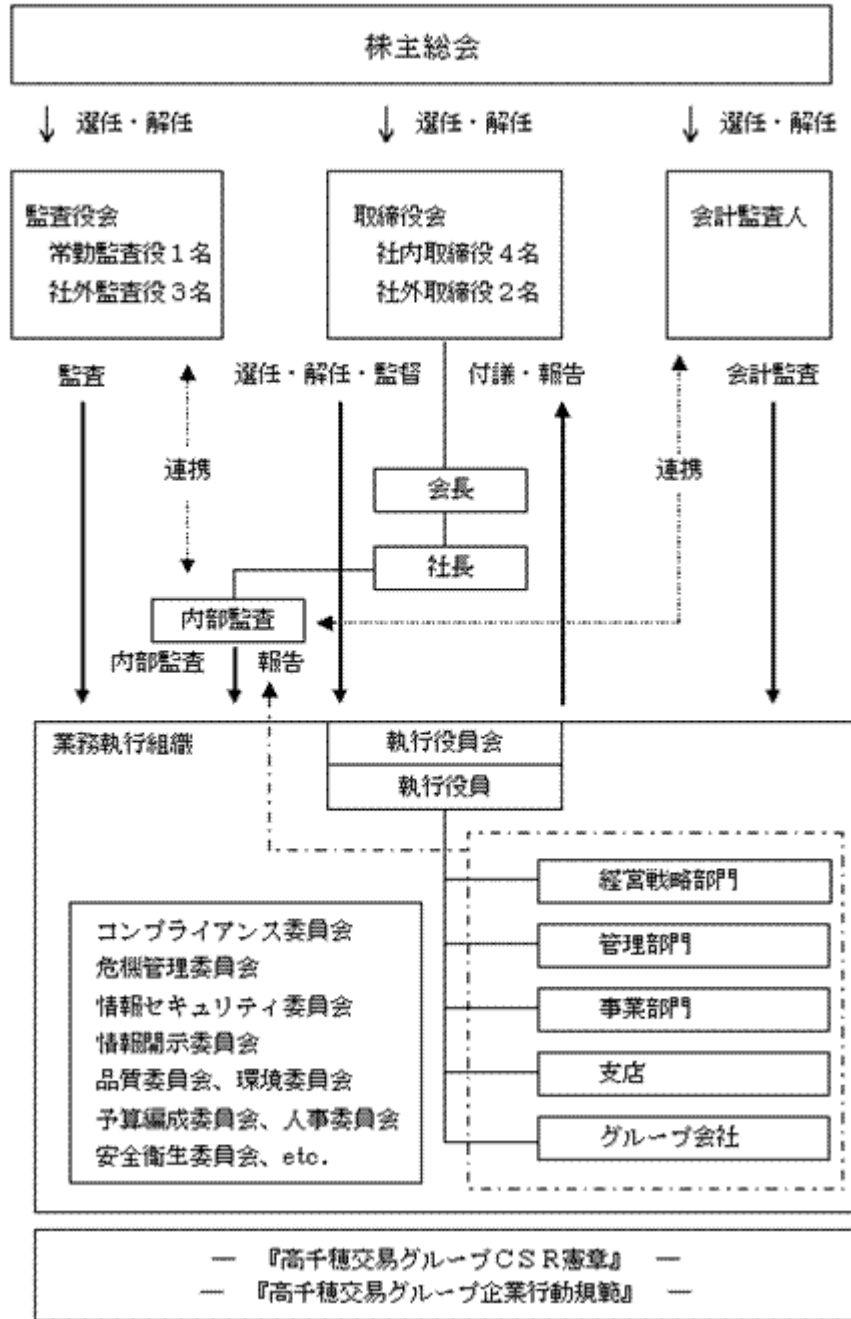 株主総会
選任・解任
選任・解任
選任・解任
監査役会
常勤監査役１名
社外監査役３名
取締役会
社内取締役４名
社外取締役２名
会計監査人
監査
選任・解任・監督
付議・報告
会計監査
連携
連携
会長
社長
内部監査
内部監査
報告
業務執行組織
執行役員会
執行役員
経営戦略部門
管理部門
事業部門
支店
グループ会社
コンプライアンス委員会
危機管理委員会
情報セキュリティ委員会
情報開示委員会
品質委員会、環境委員会
予算編成委員会、人事委員会
安全衛生委員会、etc.
― 『高千穂交易グループＣＳＲ憲章』 ―
― 『高千穂交易グループ企業行動規範』 ―